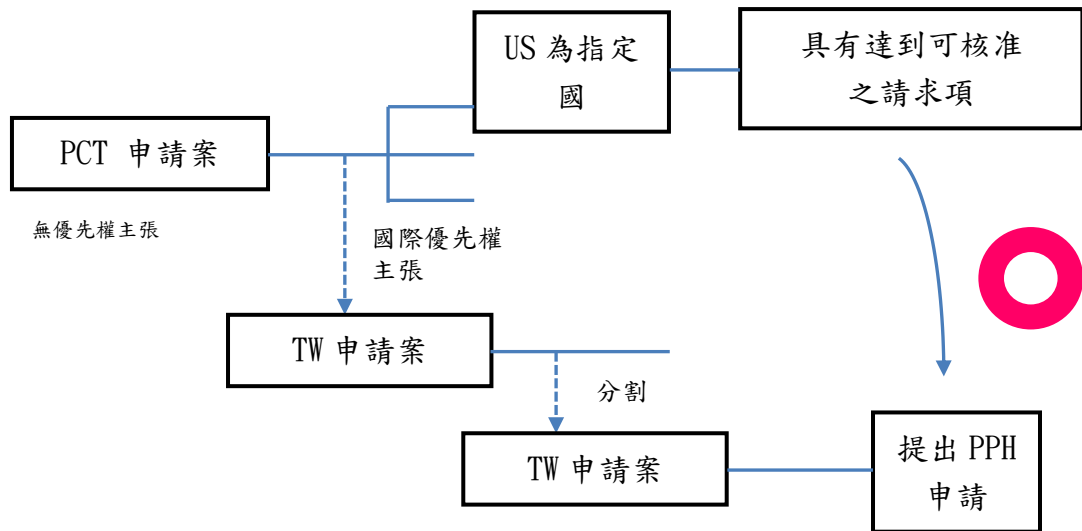 US 為指定
國
具有達到可核准
之請求項
PCT 申請案
無優先權主張
國際優先權
主張
TW 申請案
分割
TW 申請案
提出 PPH
申請